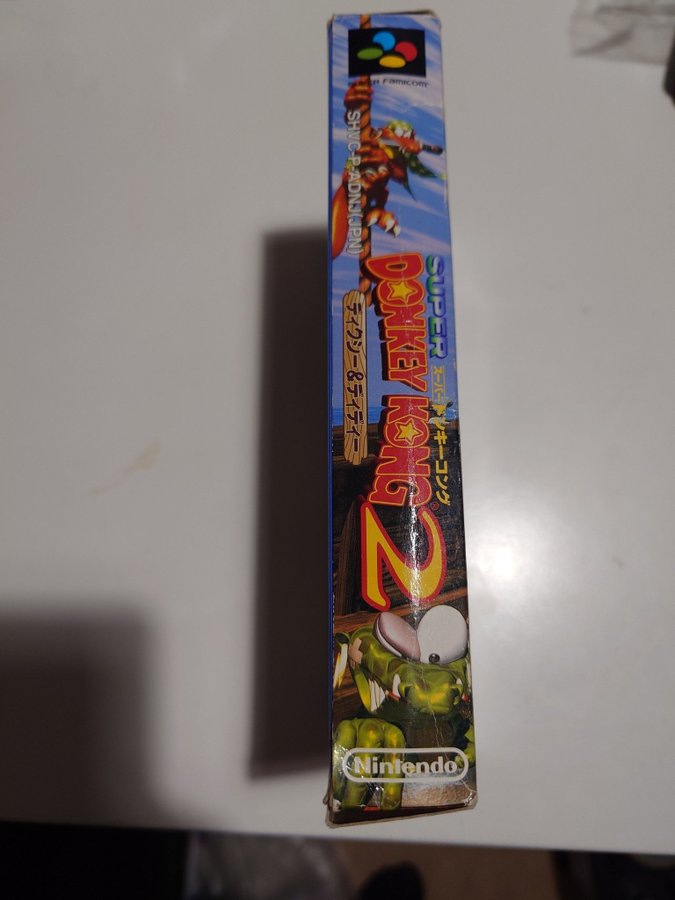 SUPER FAMICOM
SHVC-P-ADNJ(JPN)
SUPER
スーパードンキーコング
DONKEY KONG 2
ディクシー&ディディー
Nintendo